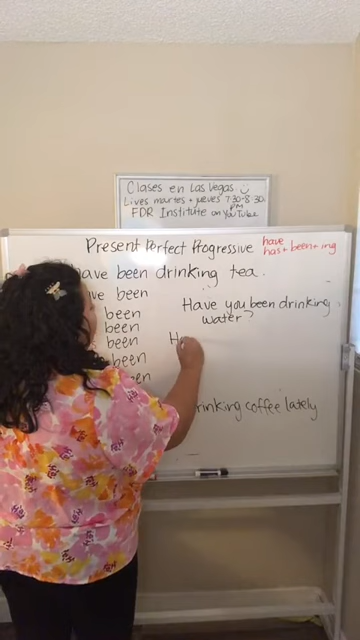 Clases en Las Vegas
Lives martes + jueves 7:30-8:30
PM
FDR Institute on YouTube
Present Perfect Progressive
have
has + been + ing
have been drinking tea.
been
been
been
been
been
Have you been drinking
water?
H
drinking coffee lately